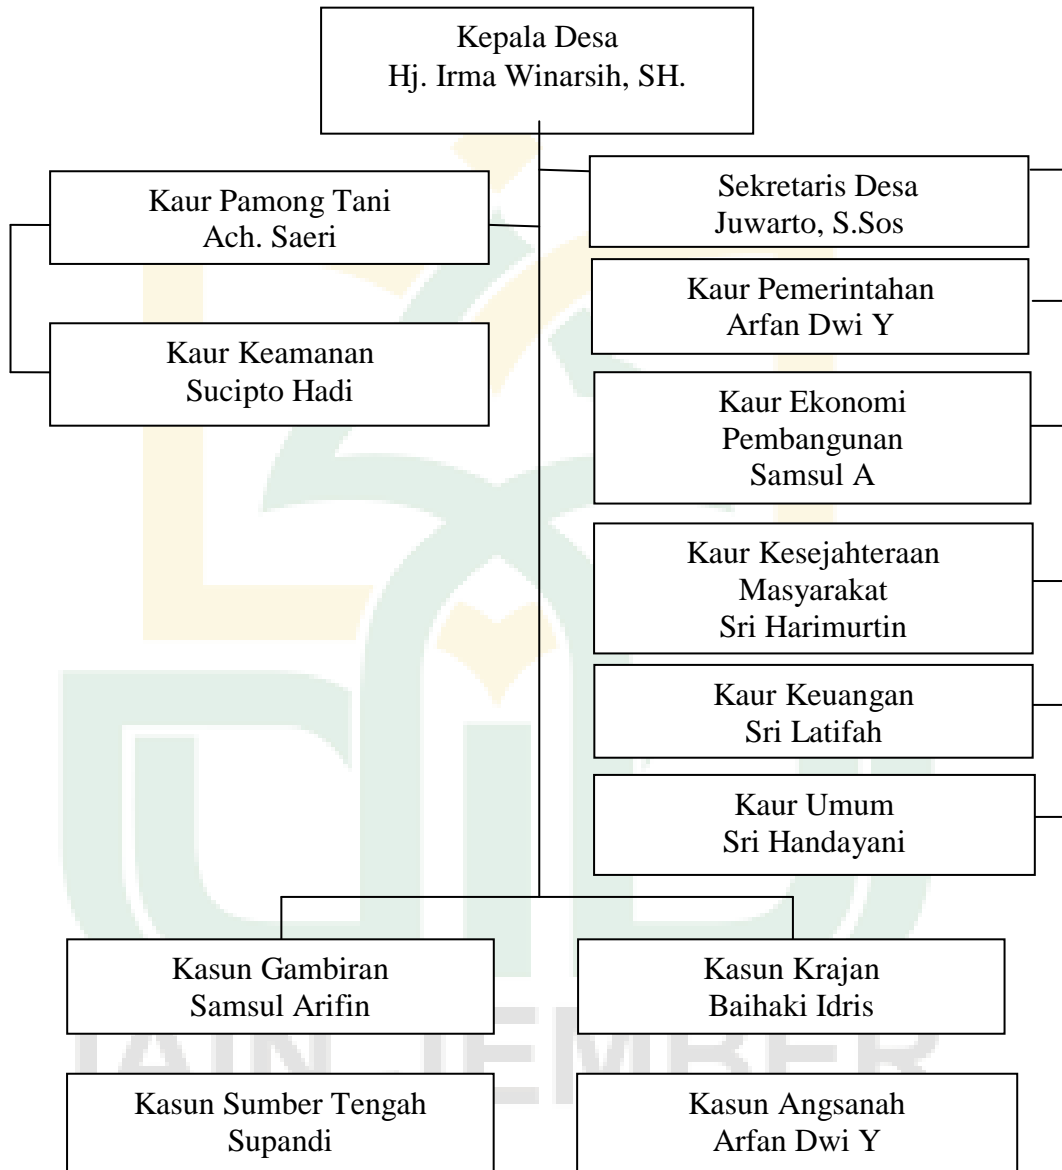 Kepala Desa
Hj. Irma Winarsih, SH.
Kaur Pamong Tani
Ach. Saeri
Kaur Keamanan
Sucipto Hadi
Sekretaris Desa
Juwarto, S.Sos
Kaur Pemerintahan
Arfan Dwi Y
Kaur Ekonomi
Pembangunan
Samsul A
Kaur Kesejahteraan
Masyarakat
Sri Harimurtin
Kaur Keuangan
Sri Latifah
Kaur Umum
Sri Handayani
Kasun Gambiran
Samsul Arifin
Kasun Krajan
Baihaki Idris
IAIN JEMBER
Kasun Sumber Tengah
Supandi
Kasun Angsanah
Arfan Dwi Y